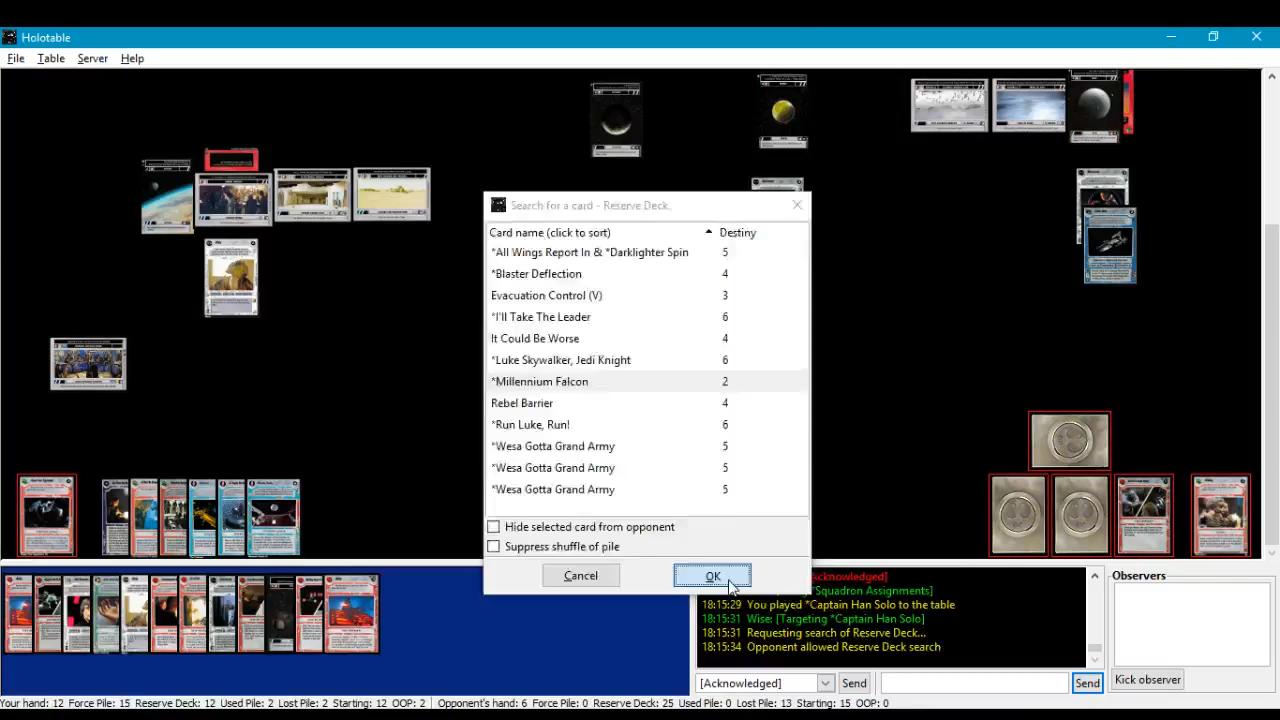 Holotable
File Table Server Help
Search for a card - Reserve Deck
Card name (click to sort) Destiny
*All Wings Report In & *Darklighter Spin 5
*Blaster Deflection 4
Evacuation Control (V) 3
*I'll Take The Leader 6
It Could Be Worse 4
*Luke Skywalker, Jedi Knight 6
*Millennium Falcon 2
Rebel Barrier 4
*Run Luke, Run! 6
*Wesa Gotta Grand Army 5
*Wesa Gotta Grand Army 5
*Wesa Gotta Grand Army 5
Hide selected card from opponent
Suppress shuffle of pile
Cancel OK
Acknowledged]
*Squadron Assignments]
18:15:29 You played *Captain Han Solo to the table
18:15:31 Wise: [Targeting *Captain Han Solo]
18:15:31 Requesting search of Reserve Deck...
18:15:34 Opponent allowed Reserve Deck search
[Acknowledged] Send Send
Observers
Kick observer
Your hand: 12 Force Pile: 15 Reserve Deck: 12 Used Pile: 2 Lost Pile: 2 Starting: 12 OOP: 2 Opponent's hand: 6 Force Pile: 0 Reserve Deck: 25 Used Pile: 0 Lost Pile: 13 Starting: 15 OOP: 0